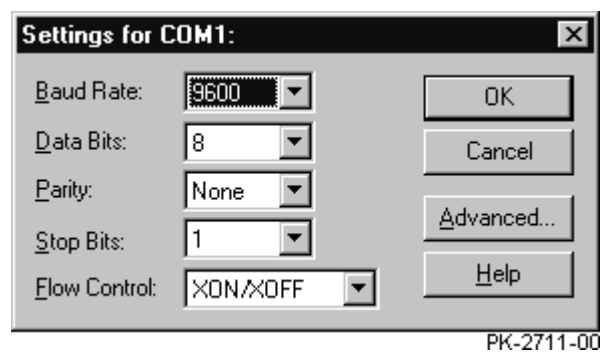 Settings for COM1:
Baud Rate: 9600
OK
Data Bits: 8
Cancel
Parity: None
Advanced...
Stop Bits: 1
Help
Flow Control: XON/XOFF
PK-2711-00